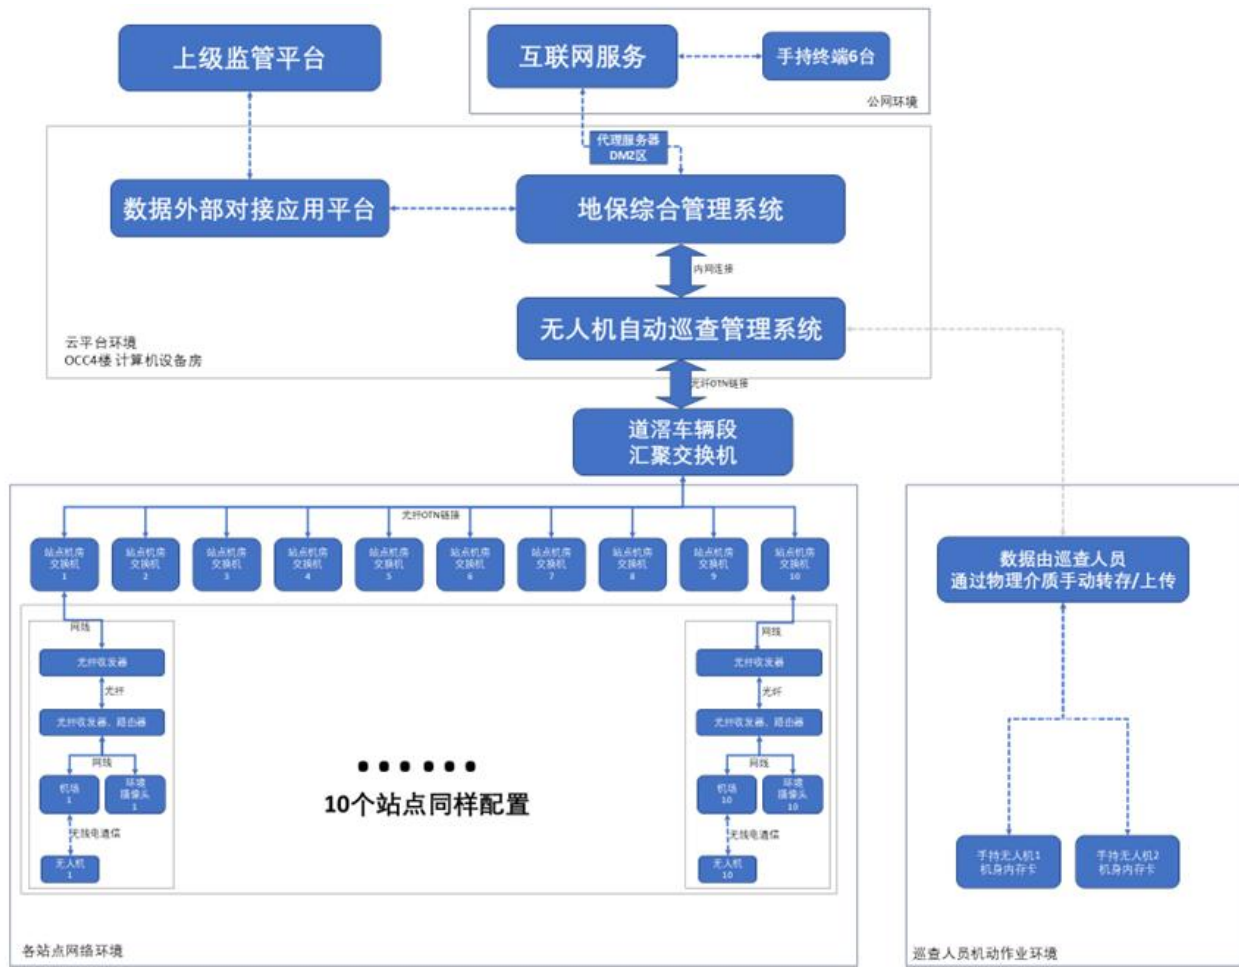 上级监管平台
互联网服务
手持终端6台
公网环境
代理服务器
DMZ区
数据外部对接应用平台
地保综合管理系统
内网连接
无人机自动巡查管理系统
云平台环境
OCC4楼 计算机设备房
光纤OTN链接
道滘车辆段
汇聚交换机
光纤OTN链接
站点机房
交换机
1
站点机房
交换机
2
站点机房
交换机
3
站点机房
交换机
4
站点机房
交换机
5
站点机房
交换机
6
站点机房
交换机
7
站点机房
交换机
8
站点机房
交换机
9
站点机房
交换机
10
网线
光纤收发器
光纤
光纤收发器、路由器
网线
机场
1
环境
摄像头
1
无线电通信
无人机
1
......
10个站点同样配置
网线
光纤收发器
光纤
光纤收发器、路由器
网线
机场
10
环境
摄像头
10
无线电通信
无人机
10
各站点网络环境
数据由巡查人员
通过物理介质手动转存/上传
手持无人机1
机身内存卡
手持无人机2
机身内存卡
巡查人员机动作业环境